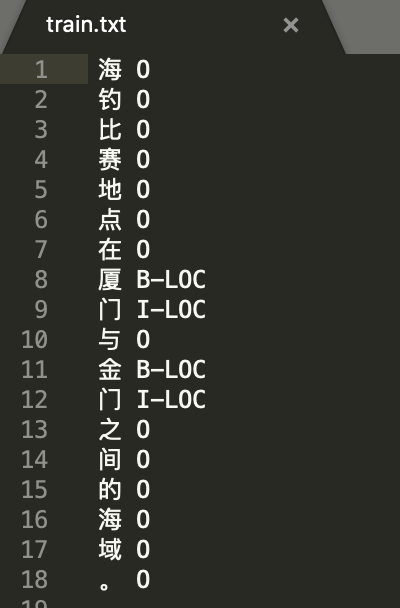 train.txt ×
1 海 O
2 钓 O
3 比 O
4 赛 O
5 地 O
6 点 O
7 在 O
8 厦 B-LOC
9 门 I-LOC
10 与 O
11 金 B-LOC
12 门 I-LOC
13 之 O
14 间 O
15 的 O
16 海 O
17 域 O
18 。 O
19